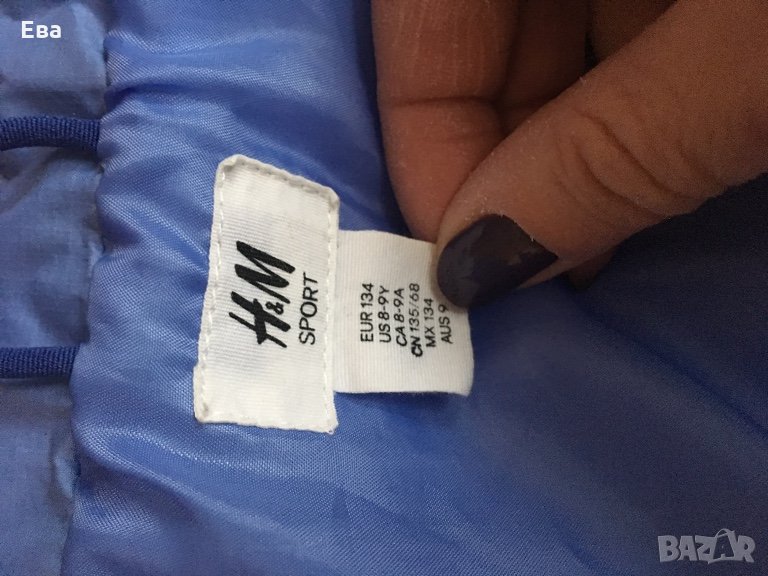 Ева
H&M
SPORT
EUR 134
US 8-9Y
CA 8-9A
CN 135/68
MX 134
AUS 9
BAZAR